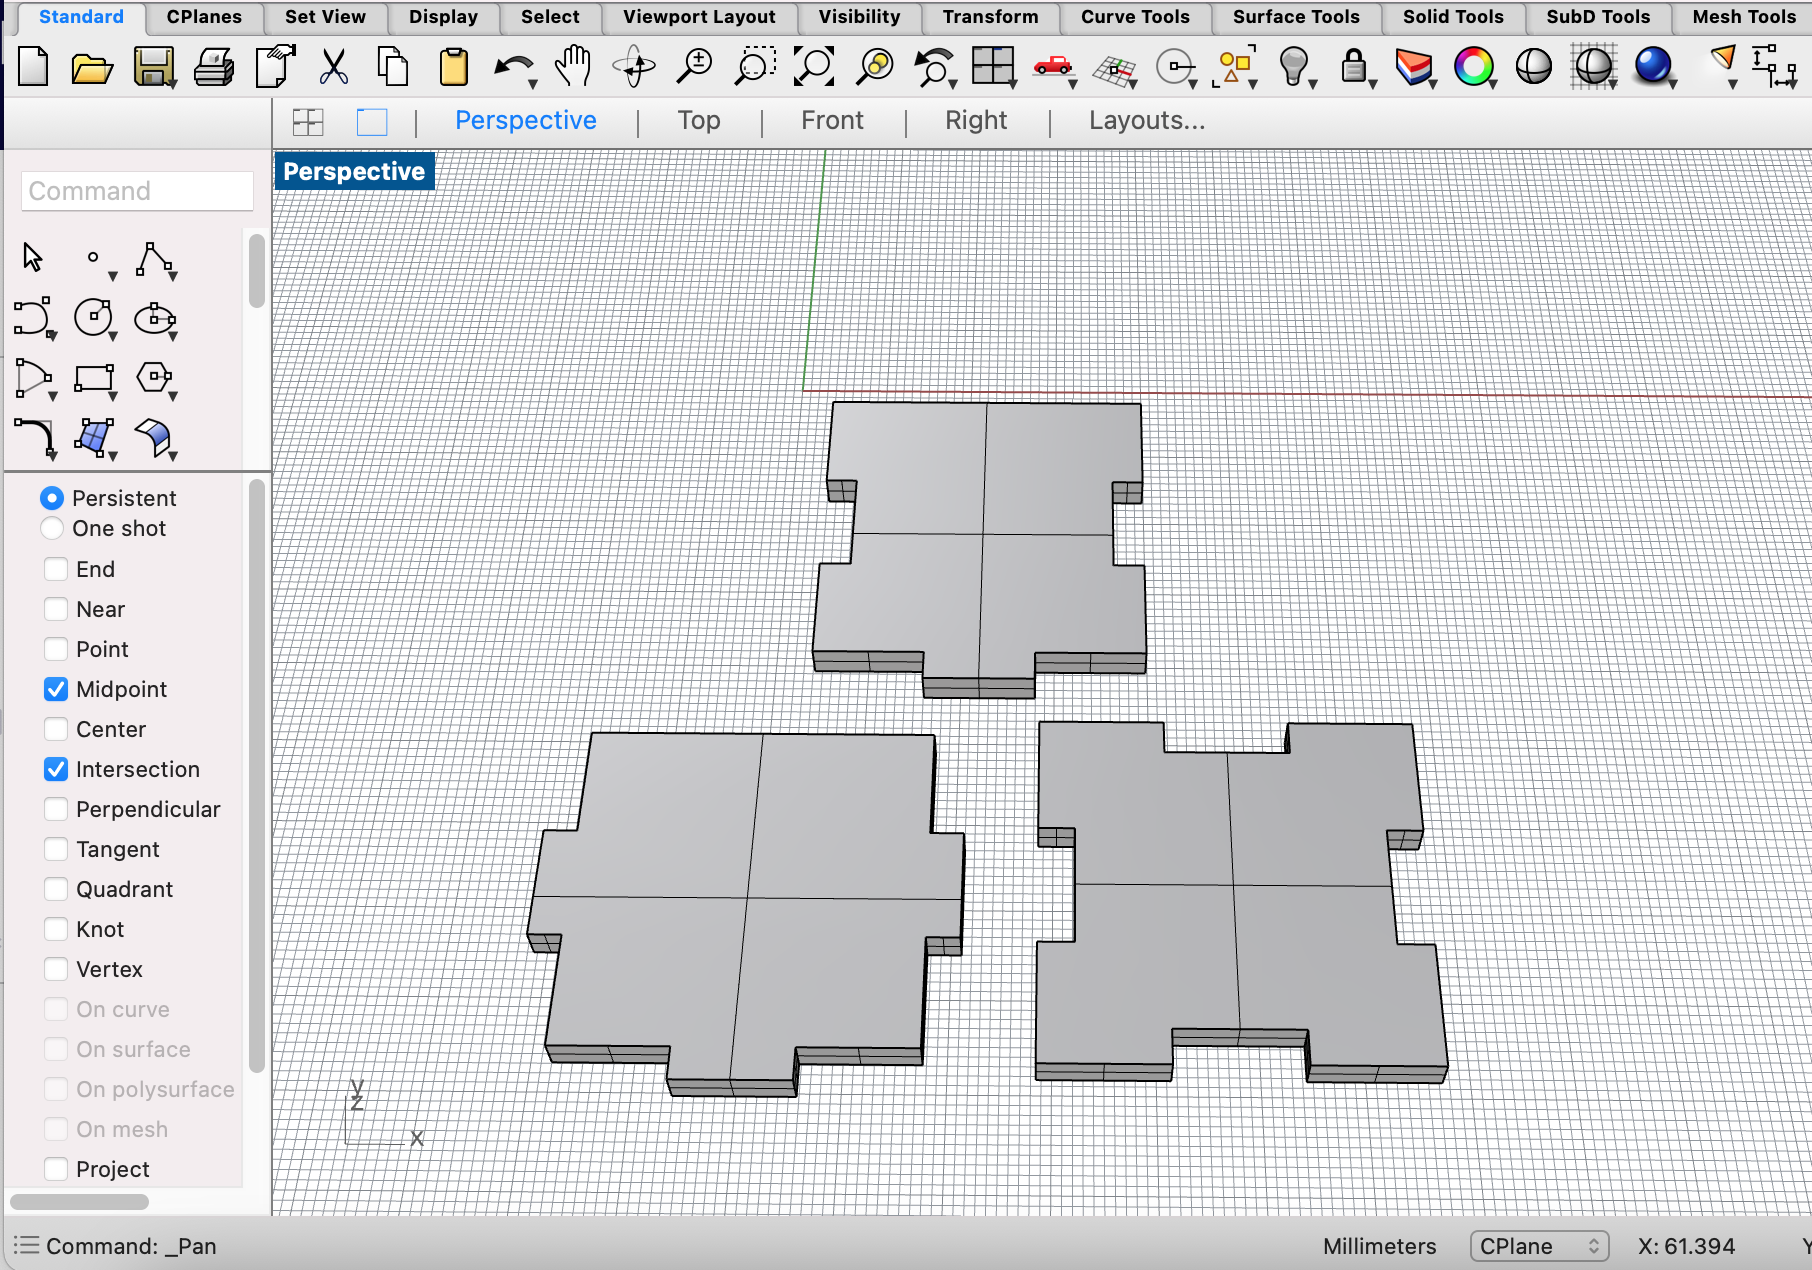 Standard CPlanes Set View Display Select Viewport Layout Visibility Transform Curve Tools Surface Tools Solid Tools SubD Tools Mesh Tools
Perspective | Top | Front | Right | Layouts...
Perspective
Command
Persistent
One shot
End
Near
Point
Midpoint
Center
Intersection
Perpendicular
Tangent
Quadrant
Knot
Vertex
On curve
On surface
On polysurface
On mesh
Project
y
z
x
Command: _Pan
Millimeters CPlane X: 61.394 Y